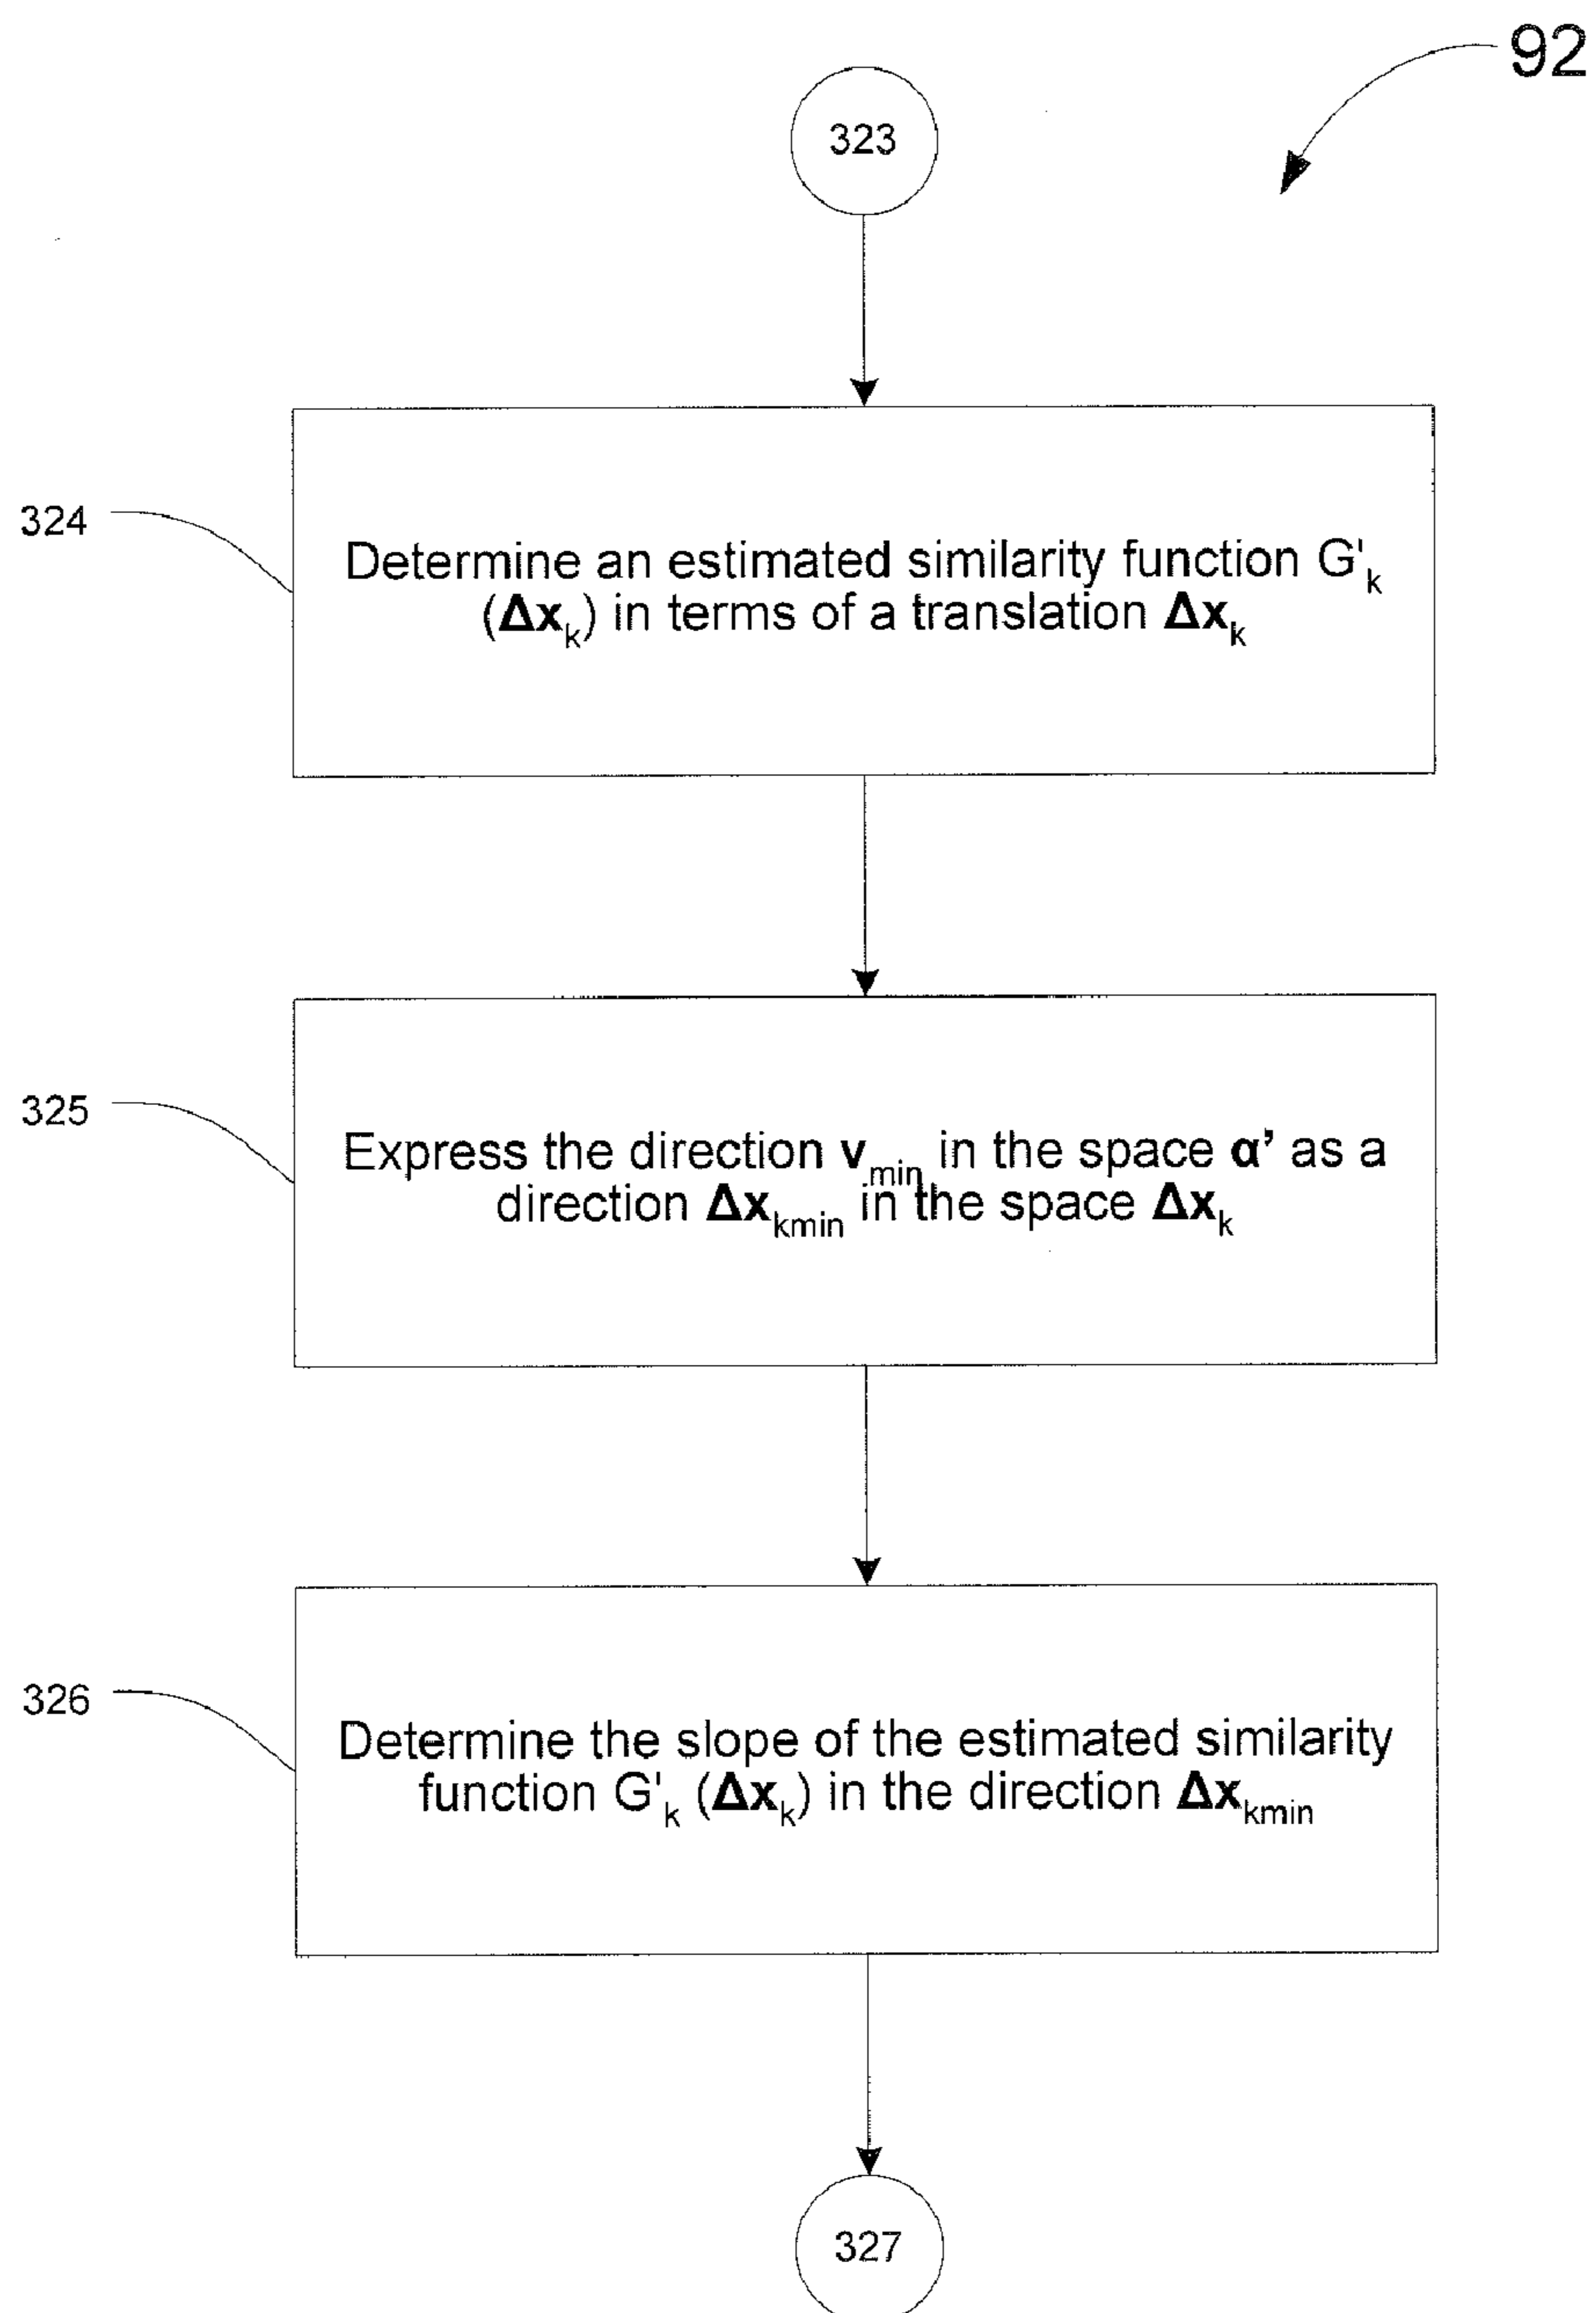 92
323
324
Determine an estimated similarity function G'k
(Δxk) in terms of a translation Δxk
325
Express the direction vmin in the space α’ as a
direction Δxkmin in the space Δxk
326
Determine the slope of the estimated similarity
function G'k (Δxk) in the direction Δxkmin
327